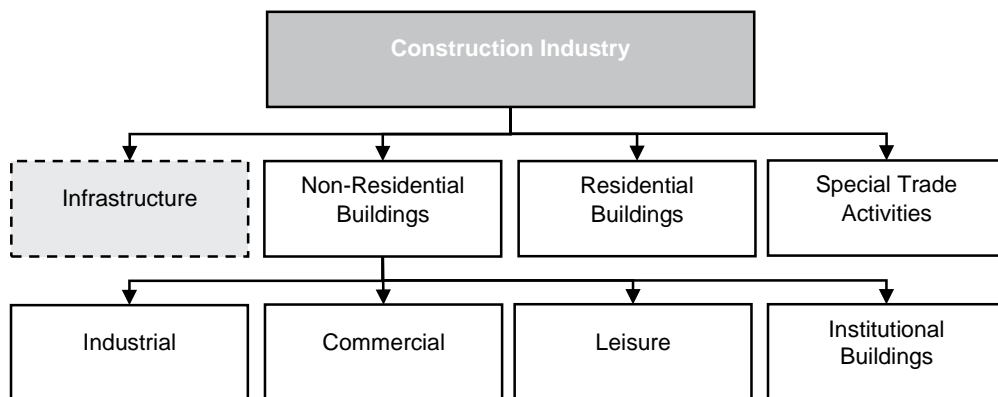 Construction Industry
Infrastructure
Non-Residential
Buildings
Residential
Buildings
Special Trade
Activities
Industrial
Commercial
Leisure
Institutional
Buildings